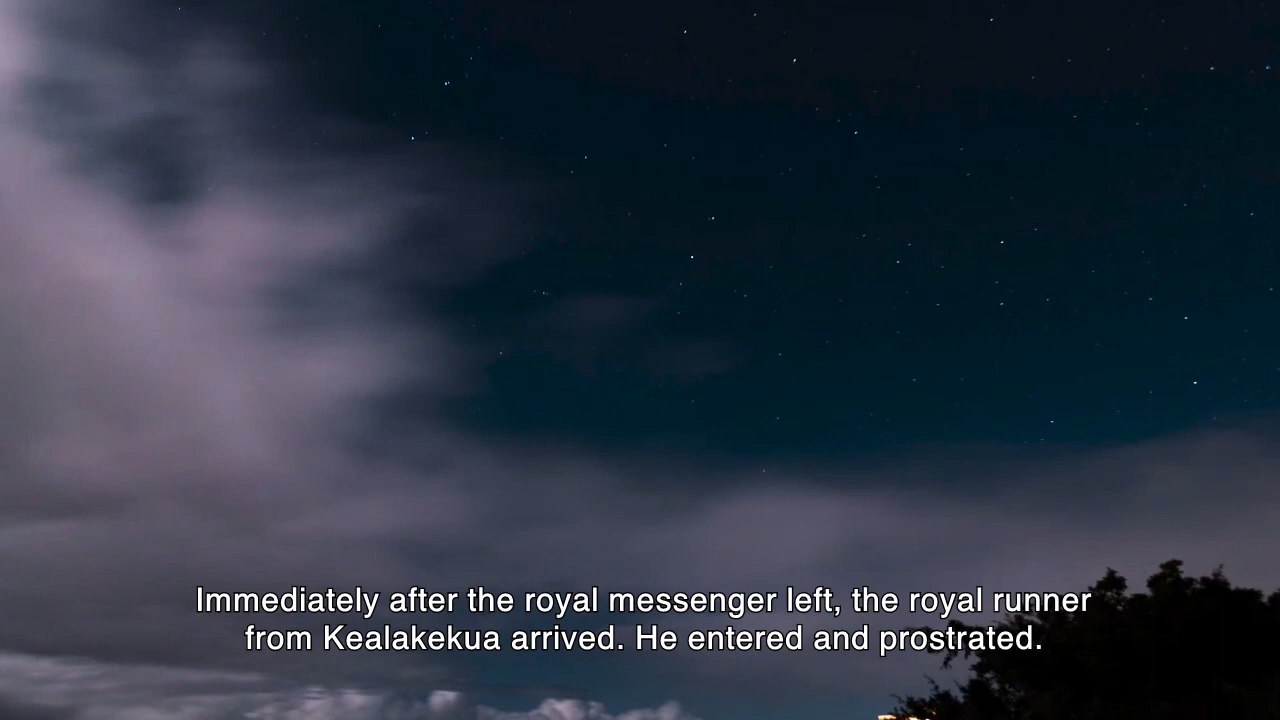 Immediately after the royal messenger left, the royal runner
from Kealakekua arrived. He entered and prostrated.